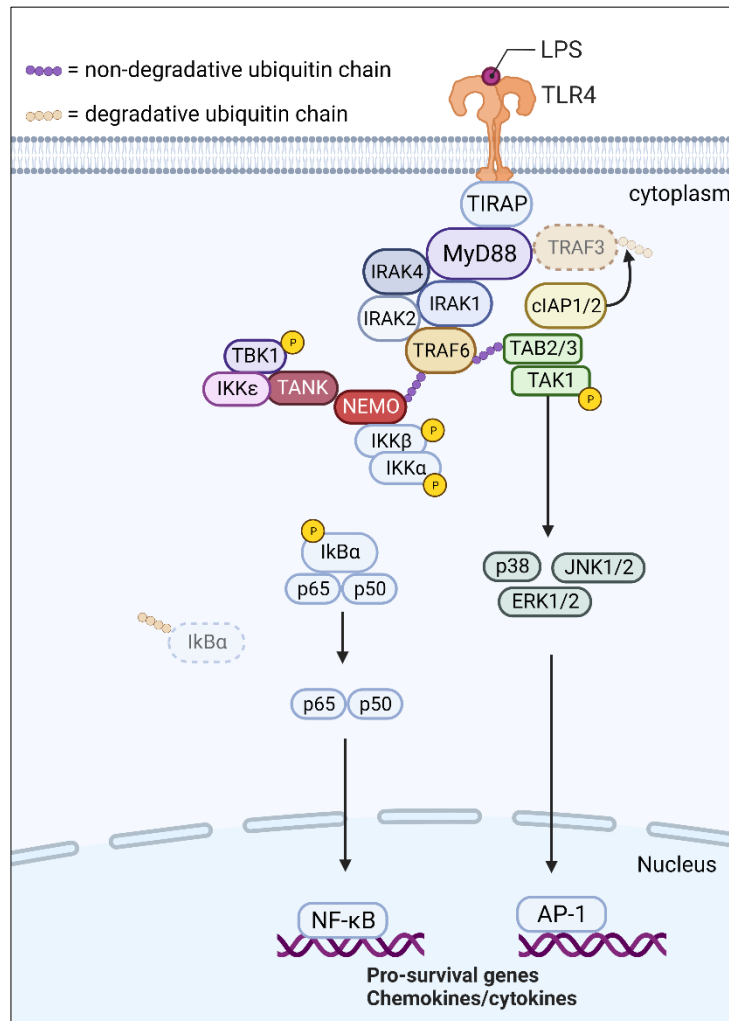 LPS
= non-degradative ubiquitin chain
TLR4
= degradative ubiquitin chain
cytoplasm
TIRAP
MyD88
TRAF3
IRAK4
IRAK1
cIAP1/2
IRAK2
TRAF6
TAB2/3
P
TBK1
TAK1
IKKε
TANK
P
NEMO
IKKβ
P
IKKα
P
P
IkBα
p38
JNK1/2
p65
p50
ERK1/2
IkBα
p65
p50
Nucleus
NF-κB
AP-1
Pro-survival genes
Chemokines/cytokines